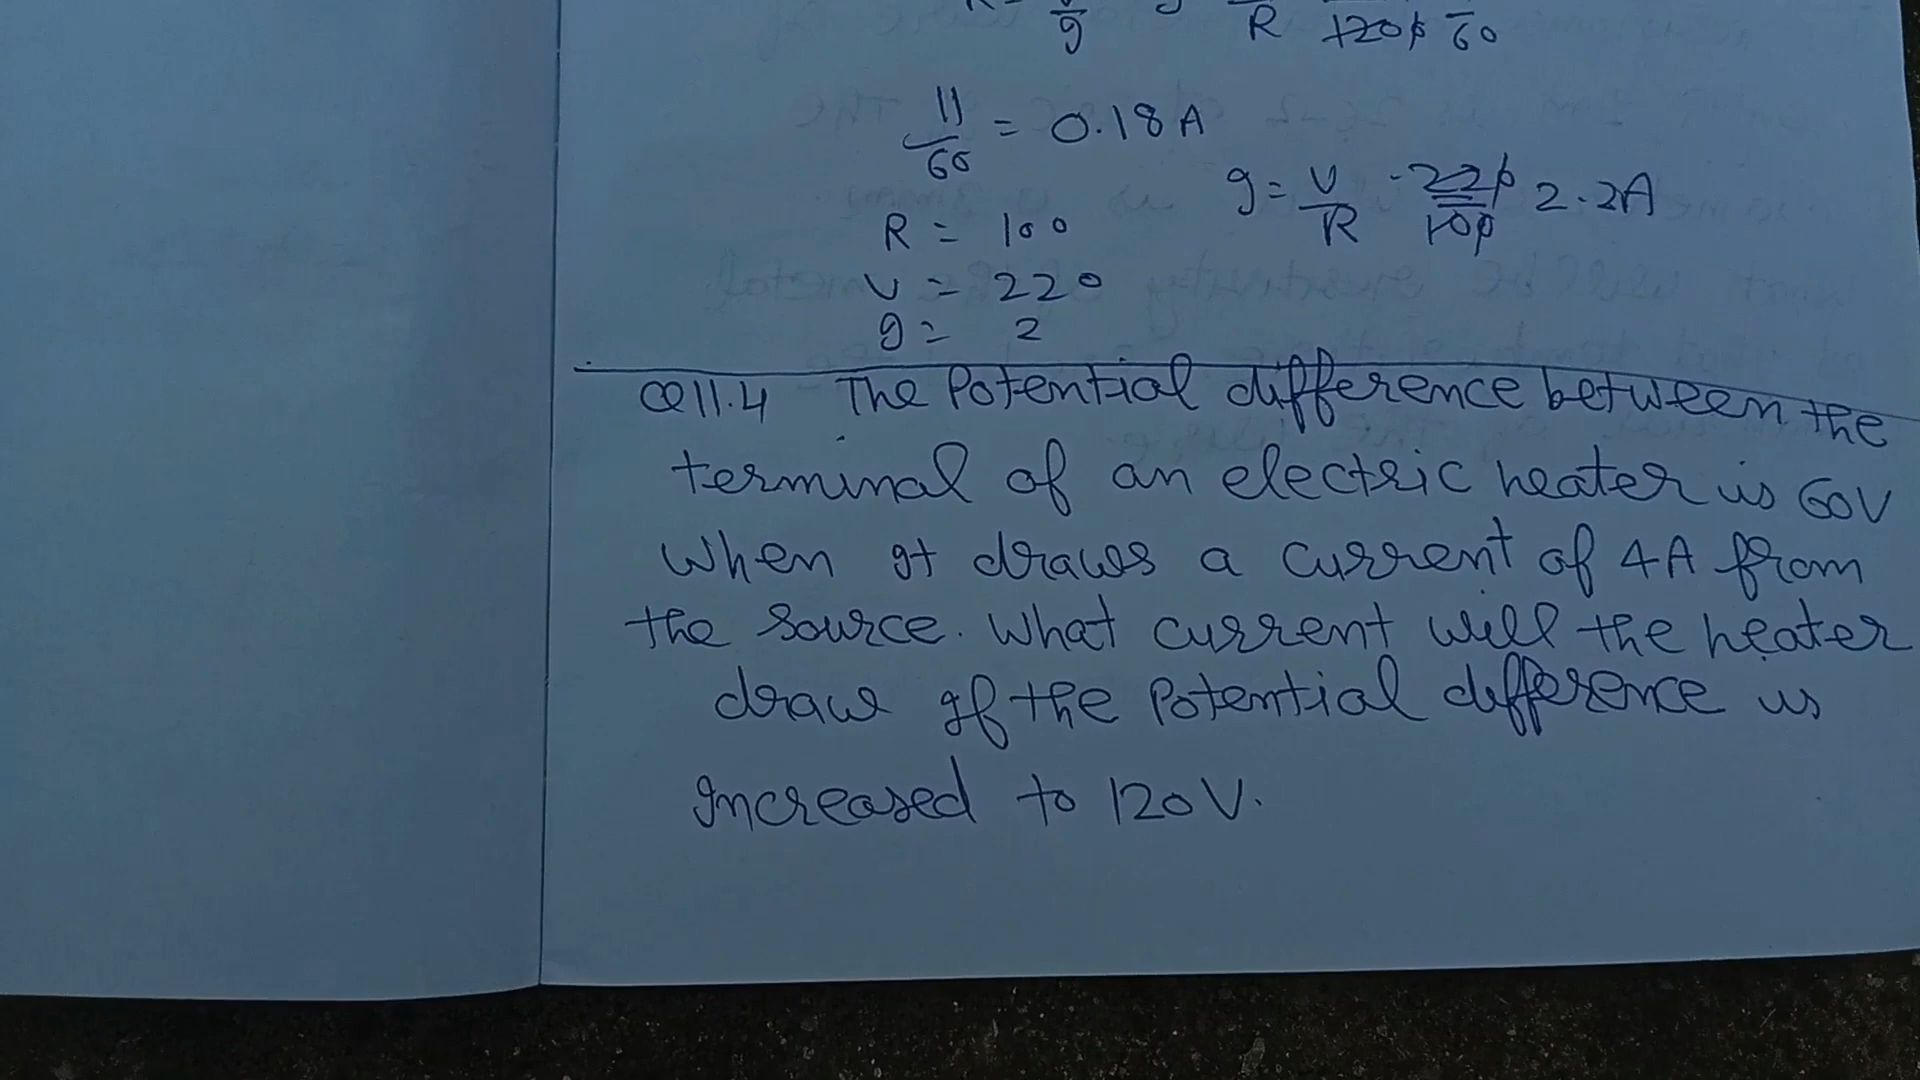 R 120 60
11/60 = 0.18 A
g = V/R 220/100 2.2A
R = 100
V = 220
g = 2
Q11.4 The Potential difference between the
terminal of an electric heater is 60V
when It draws a current of 4A from
the source. What current will the heater
draw If the Potential difference is
Increased to 120V.